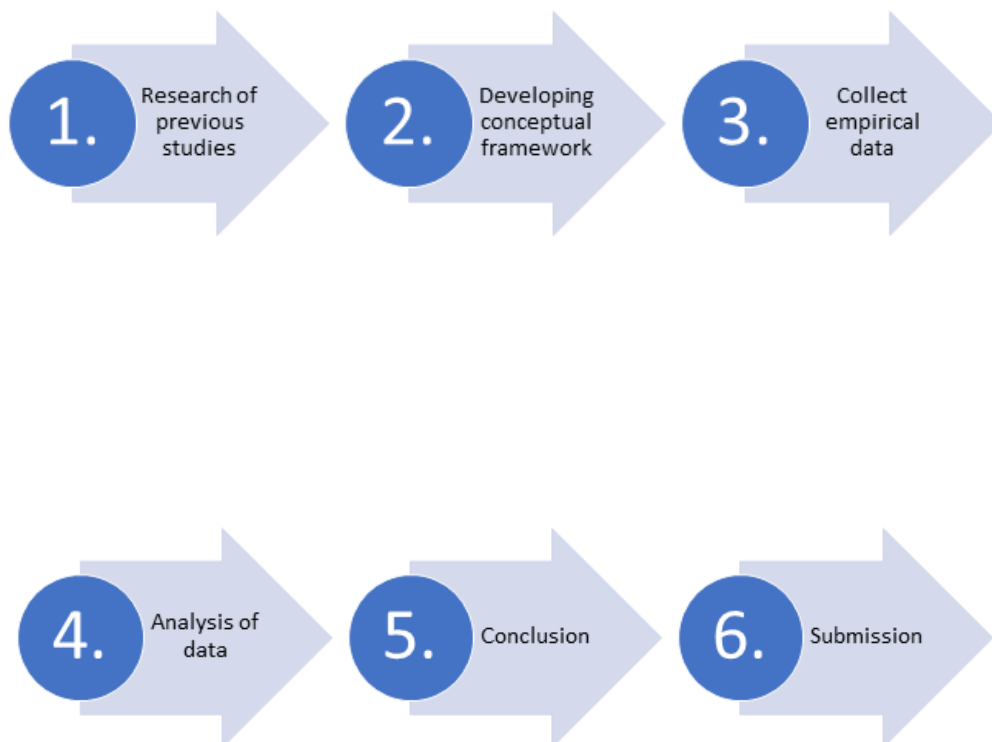 1.
Research of
previous
studies
2.
Developing
conceptual
framework
3.
Collect
empirical
data
4.
Analysis of
data
5.
Conclusion
6.
Submission